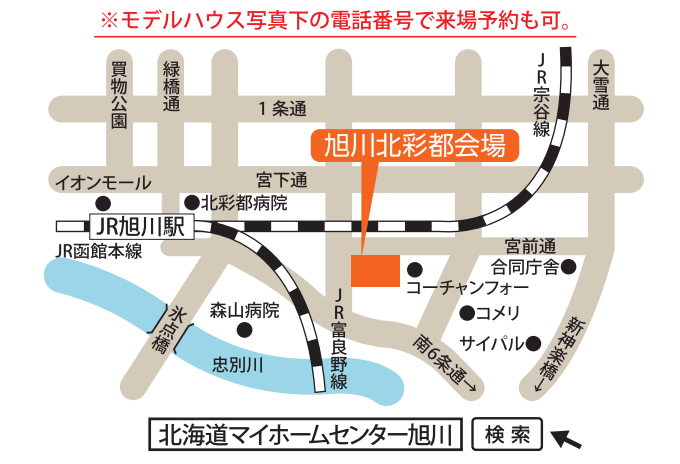 ※モデルハウス写真下の電話番号で来場予約も可。
買物公園
緑橋通
1条通
JR宗谷線
大雪通
旭川北彩都会場
イオンモール
宮下通
北彩都病院
JR旭川駅
JR函館本線
宮前通
合同庁舎
コーチャンフォー
コメリ
サイパル
氷点橋
森山病院
忠別川
JR富良野線
南6条通→
新神楽橋→
北海道マイホームセンター旭川
検索